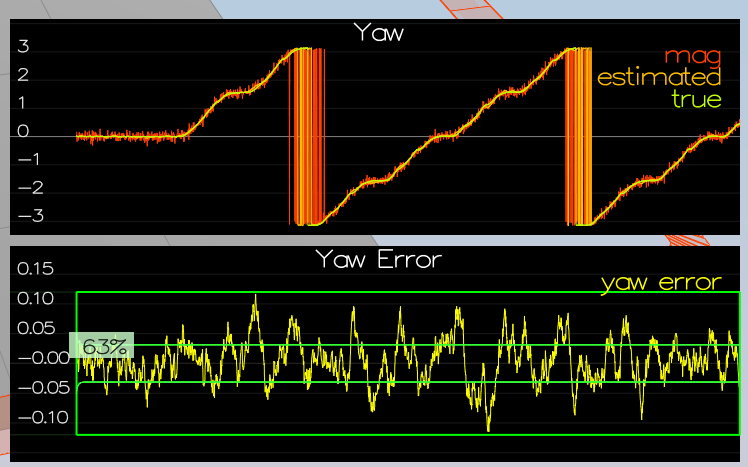 Yaw
3
mag
2
estimated
1
true
0
−1
−2
−3
Yaw Error
0.15
yaw error
0.10
0.05
63%
−0.00
−0.05
−0.10